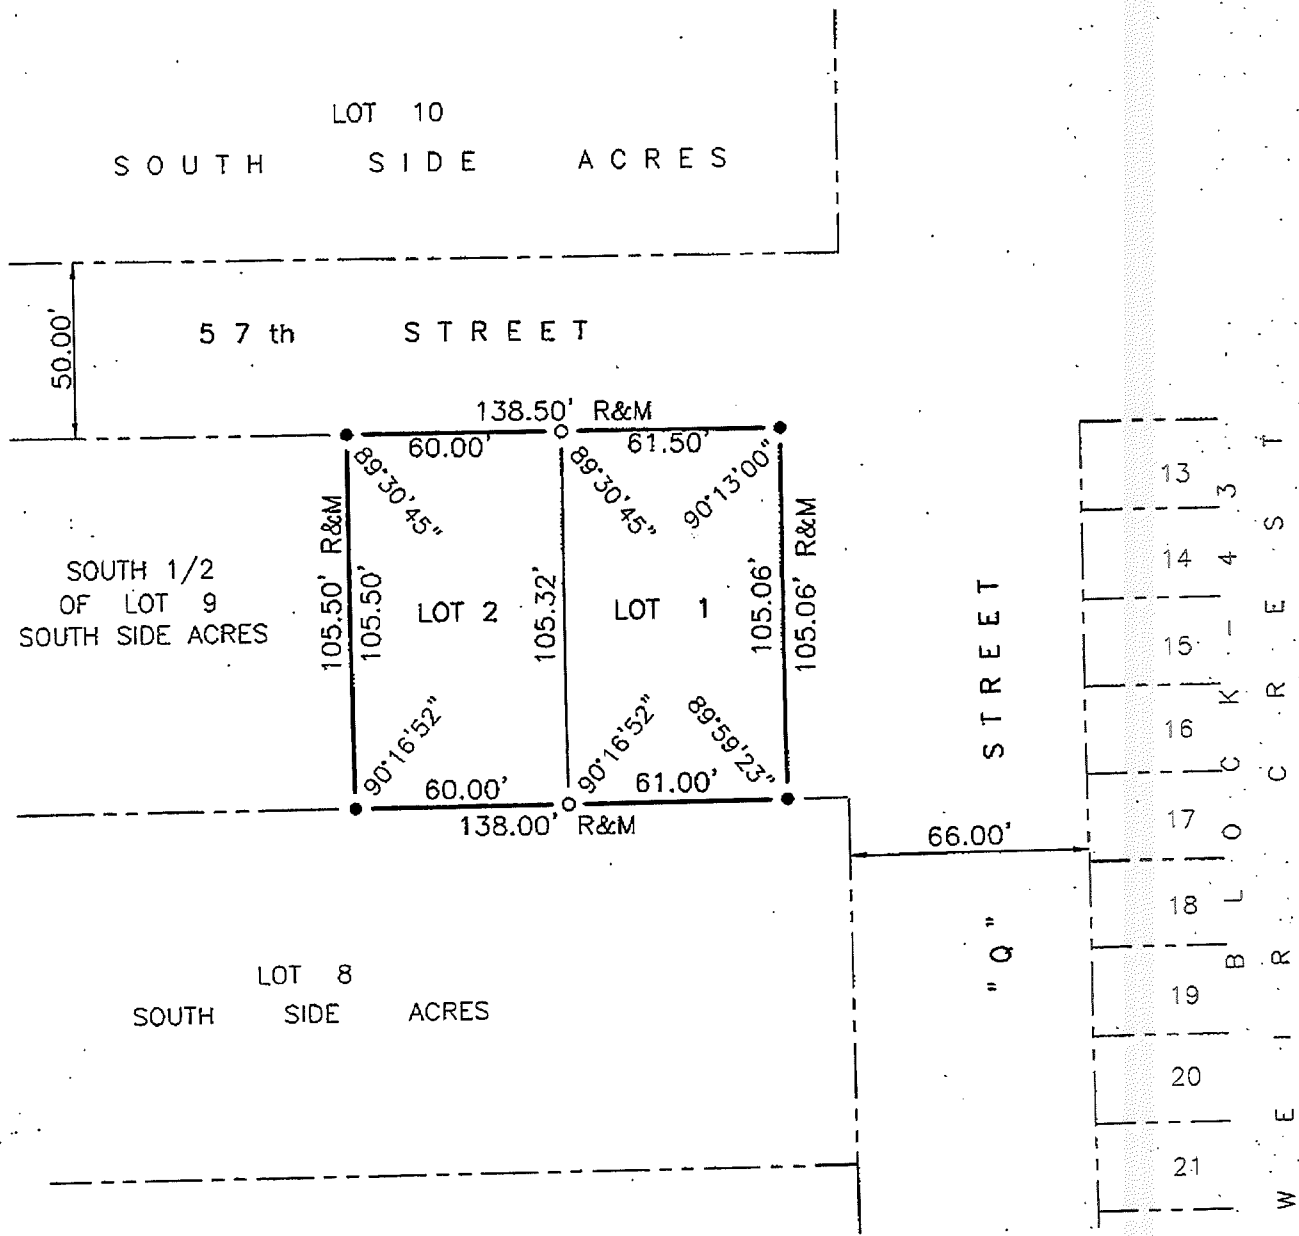 LOT 10
SOUTH SIDE ACRES
50.00'
57th STREET
138.50' R&M
60.00'
61.50'
89°30'45"
89°30'45"
90°13'00"
105.50' R&M
105.50'
105.32'
105.06'
105.06' R&M
SOUTH 1/2
OF LOT 9
SOUTH SIDE ACRES
LOT 2
LOT 1
90°16'52"
90°16'52"
89°59'23"
60.00'
61.00'
138.00' R&M
"Q" STREET
66.00'
LOT 8
SOUTH SIDE ACRES
13
14
15
16
17
18
19
20
21
BLOCK-43
WEIR CREST